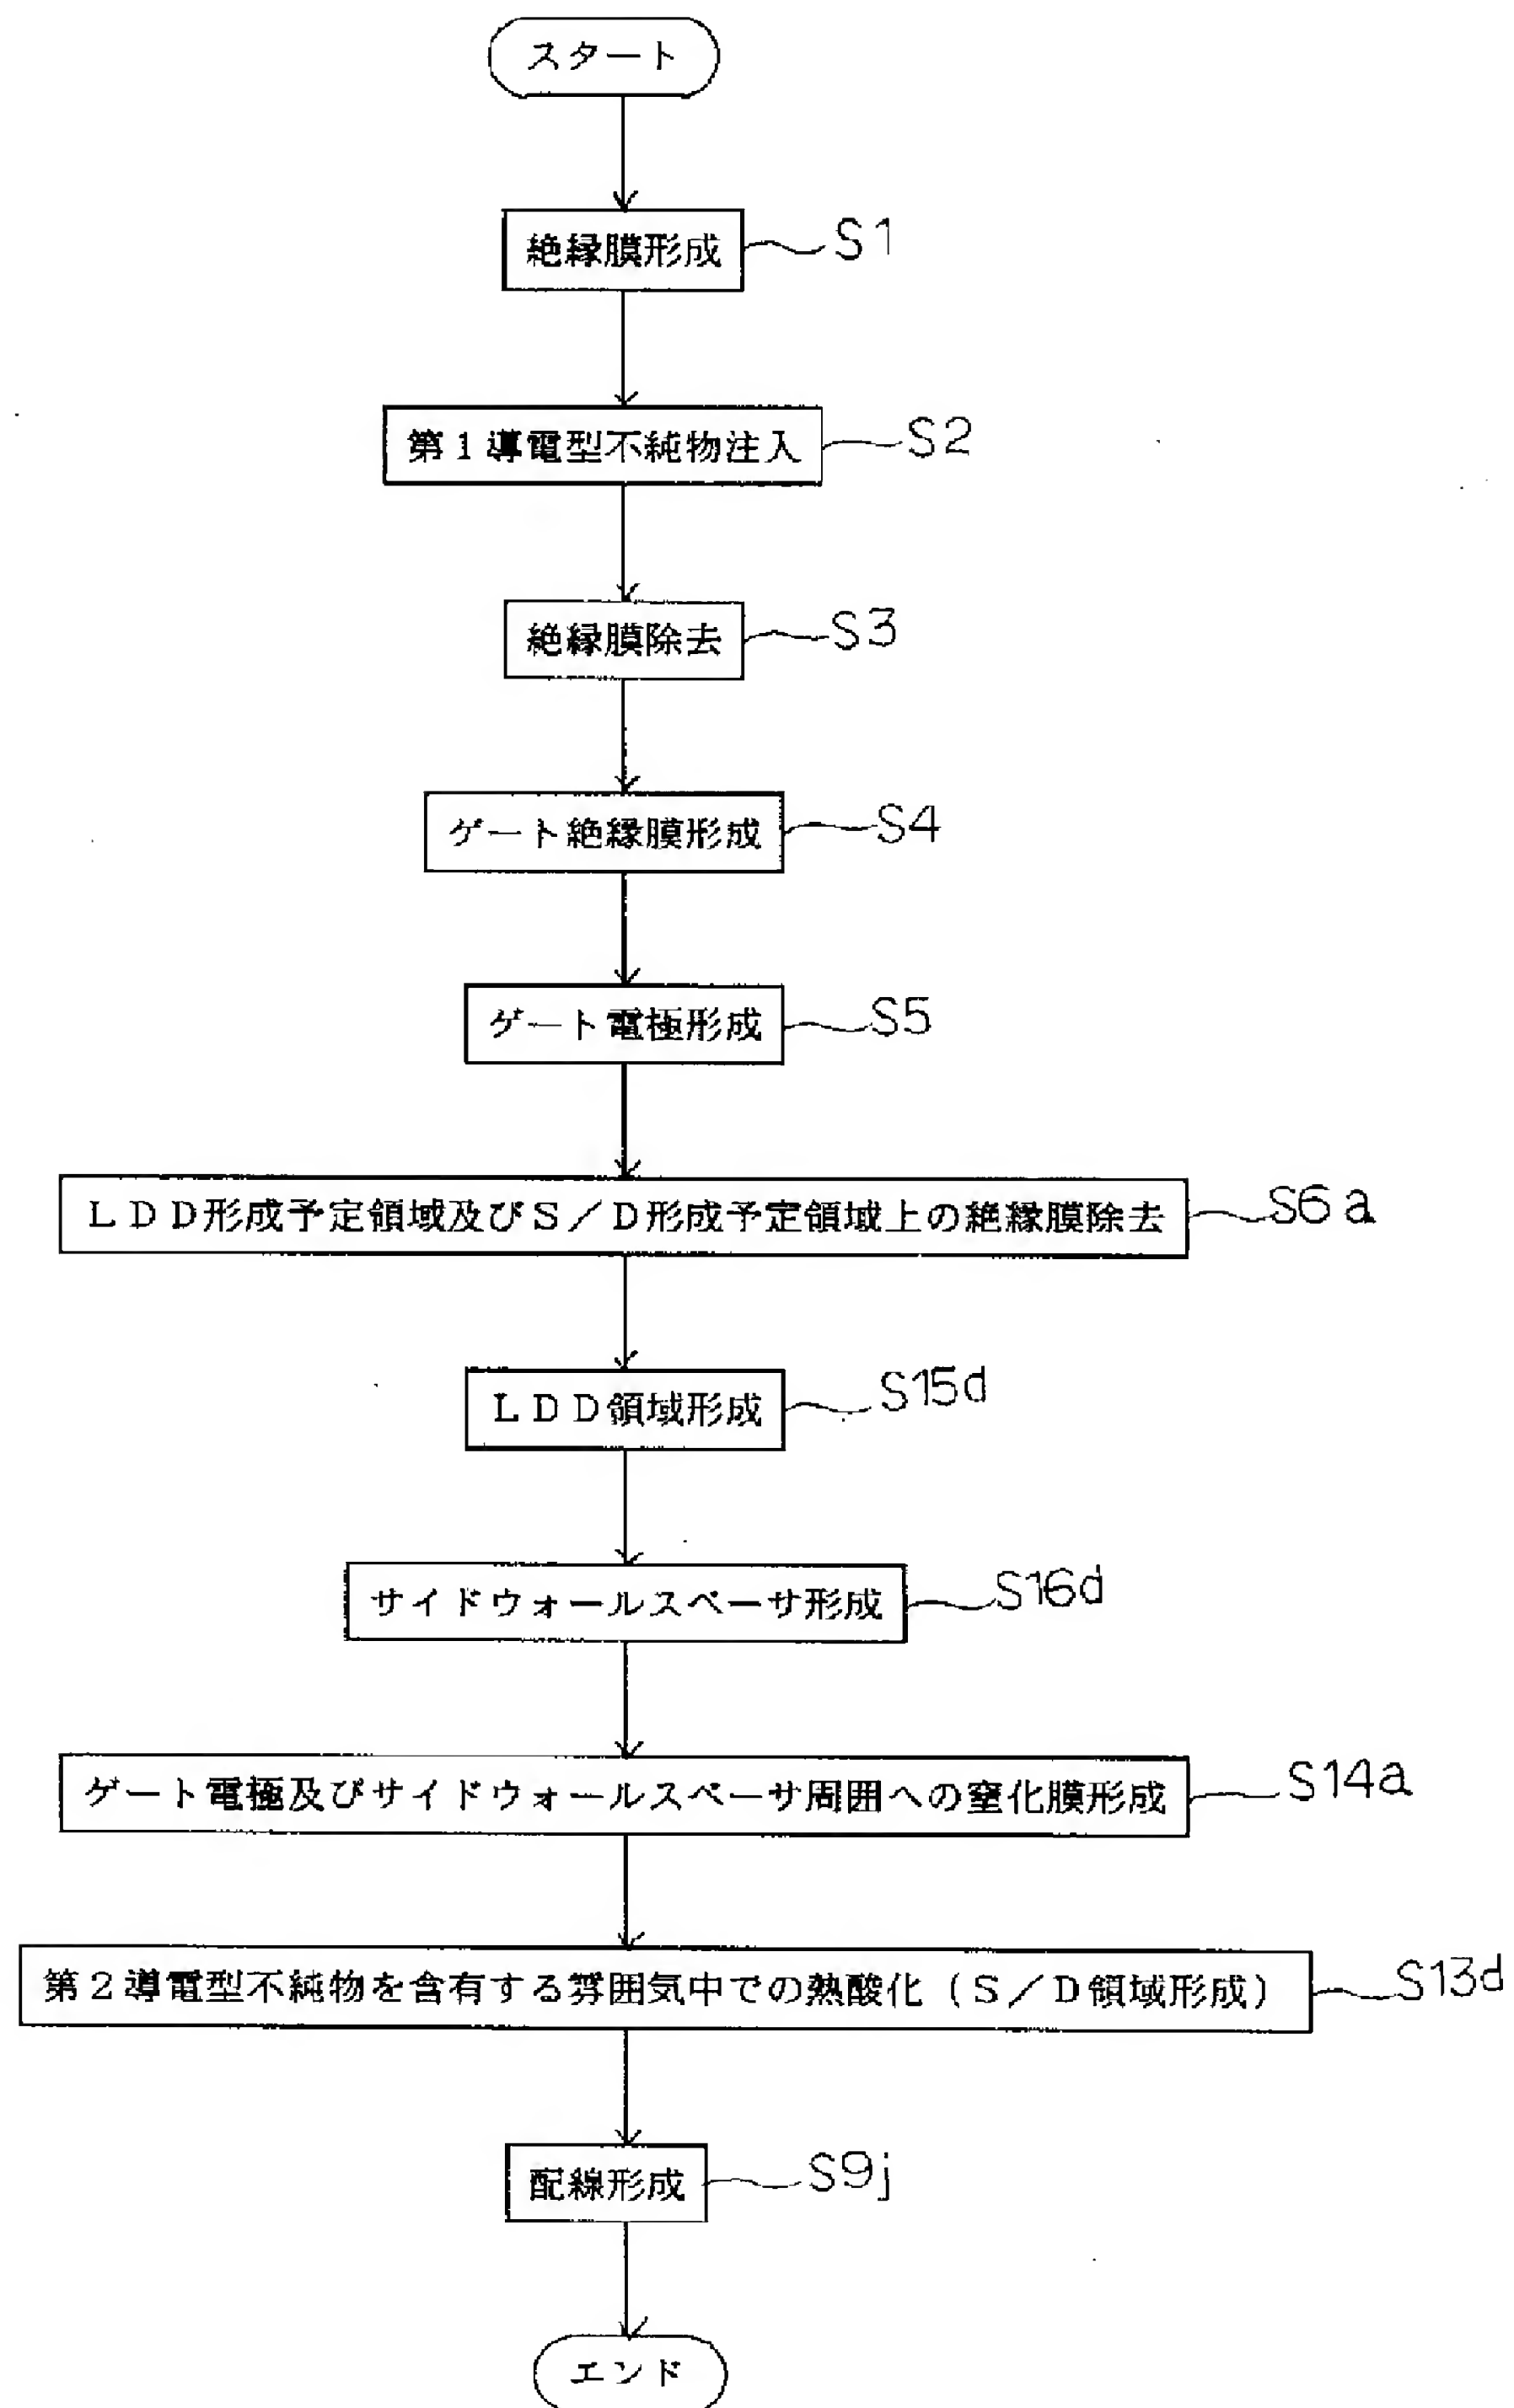 スタート
絶縁膜形成 S1
第1導電型不純物注入 S2
絶縁膜除去 S3
ゲート絶縁膜形成 S4
ゲート電極形成 S5
LDD形成予定領域及びS/D形成予定領域上の絶縁膜除去 S6a
LDD領域形成 S15d
サイドウォールスペーサ形成 S16d
ゲート電極及びサイドウォールスペーサ周囲への窒化膜形成 S14a
第2導電型不純物を含有する雰囲気中での熱酸化(S/D領域形成) S13d
配線形成 S9j
エンド